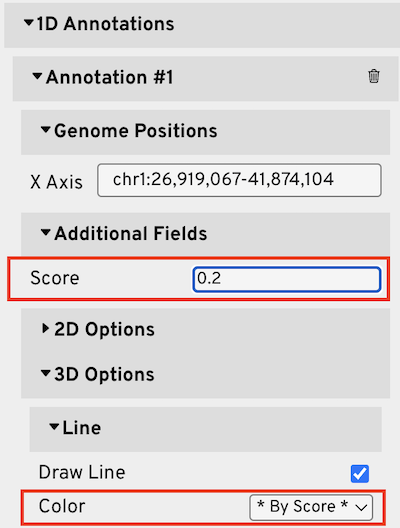 1D Annotations
Annotation #1
Genome Positions
X Axis chr1:26,919,067-41,874,104
Additional Fields
Score 0.2
2D Options
3D Options
Line
Draw Line
Color * By Score *